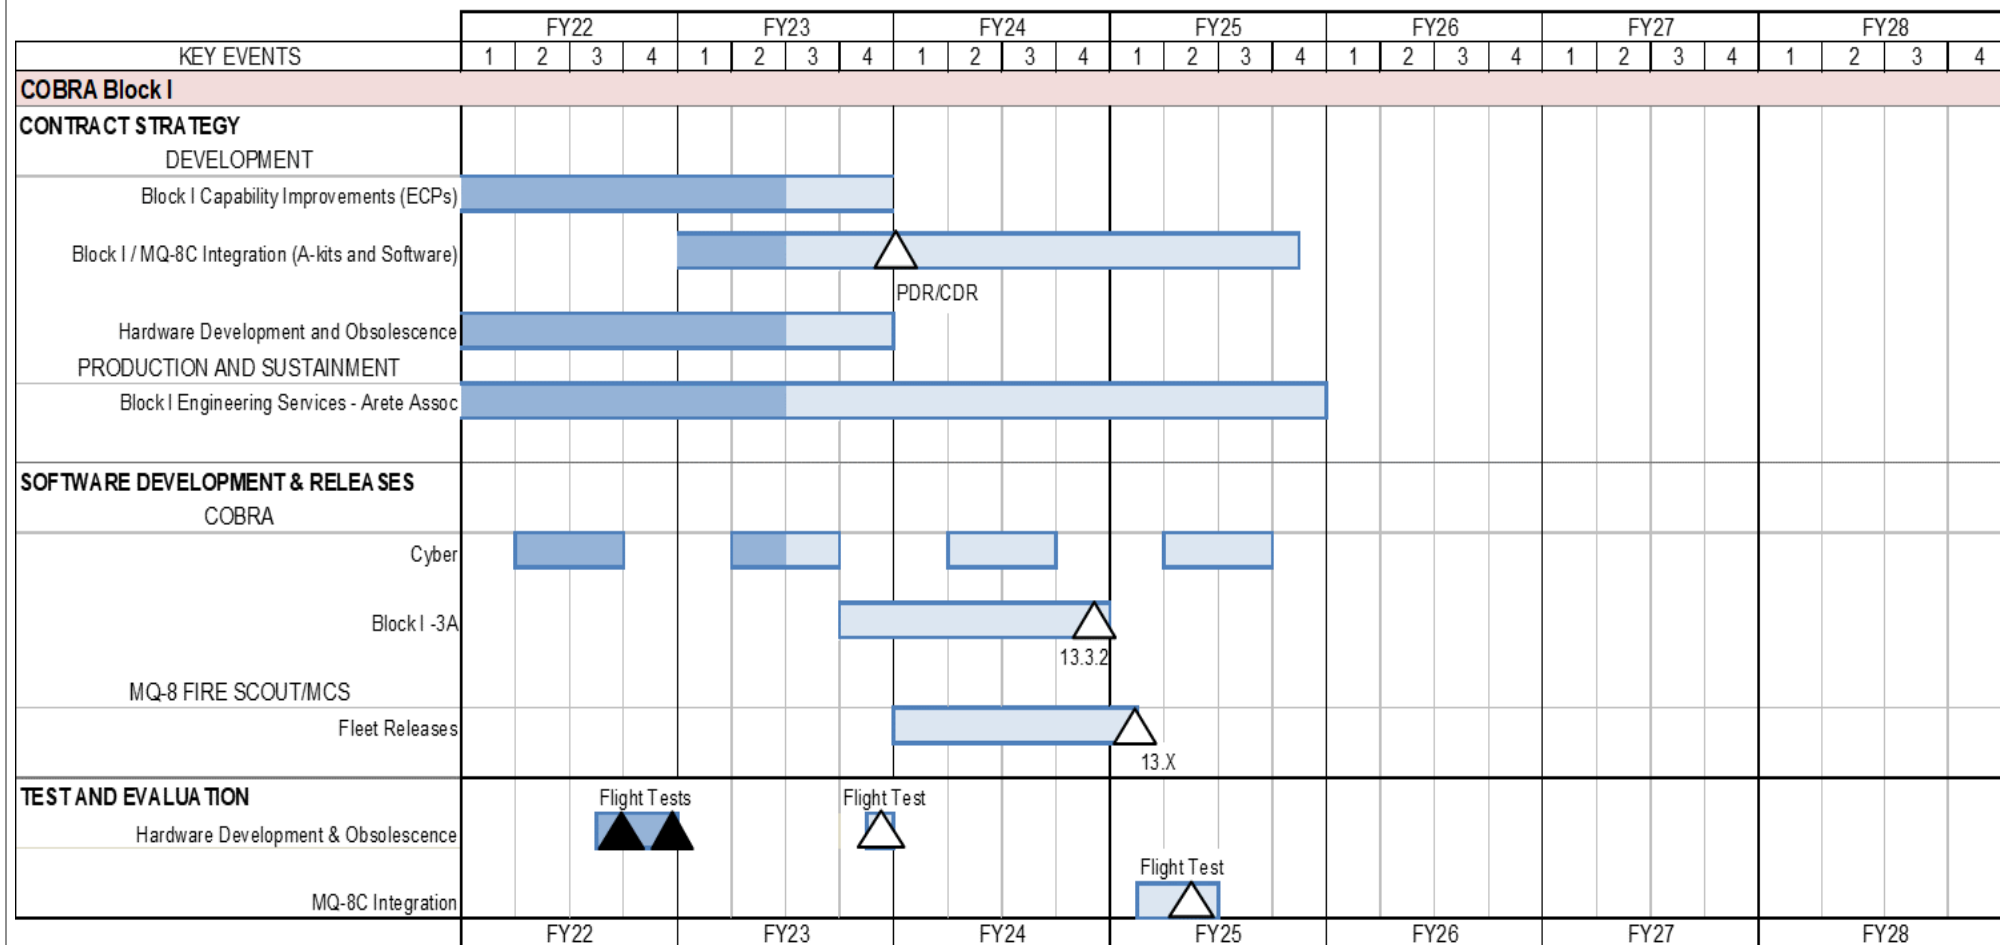 FY22 FY23 FY24 FY25 FY26 FY27 FY28
KEY EVENTS 1 2 3 4 1 2 3 4 1 2 3 4 1 2 3 4 1 2 3 4 1 2 3 4 1 2 3 4
COBRA Block I
CONTRACT STRATEGY
DEVELOPMENT
Block I Capability Improvements (ECPs)
Block I / MQ-8C Integration (A-kits and Software)
PDR/CDR
Hardware Development and Obsolescence
PRODUCTION AND SUSTAINMENT
Block I Engineering Services - Arete Assoc
SOFTWARE DEVELOPMENT & RELEASES
COBRA
Cyber
Block I -3A
13.3.2
MQ-8 FIRE SCOUT/MCS
Fleet Releases
13.X
TEST AND EVALUATION Flight Tests Flight Test
Hardware Development & Obsolescence
Flight Test
MQ-8C Integration
FY22 FY23 FY24 FY25 FY26 FY27 FY28